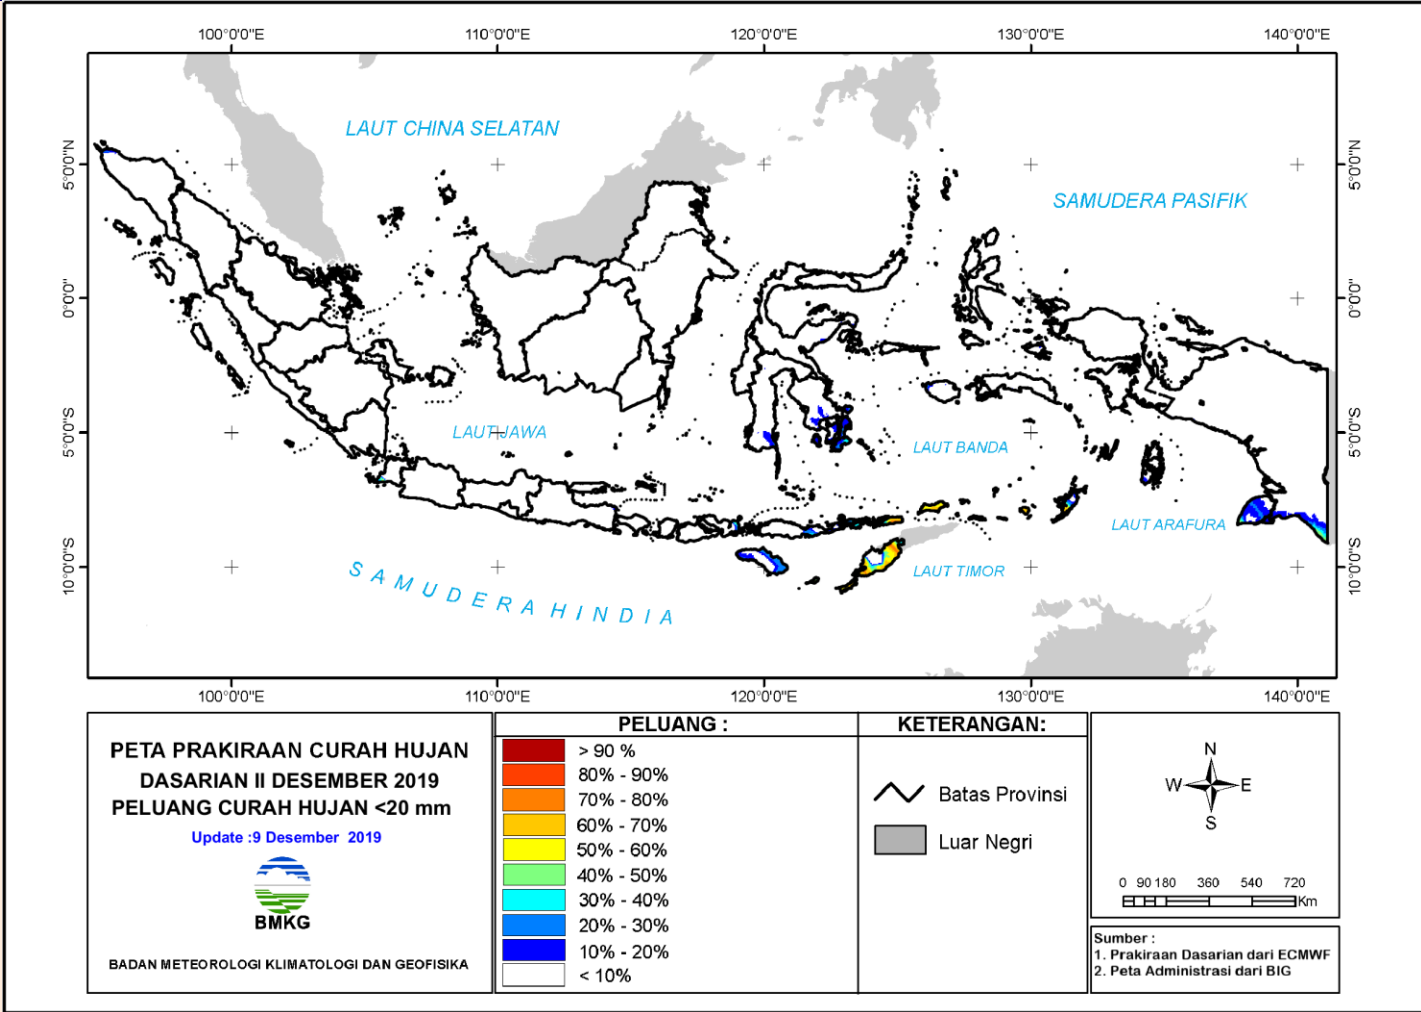 100°0'0"E 110°0'0"E 120°0'0"E 130°0'0"E 140°0'0"E
5°0'0"N 5°0'0"N
0°0'0" 0°0'0"
5°0'0"S 5°0'0"S
10°0'0"S 10°0'0"S
LAUT CHINA SELATAN
SAMUDERA PASIFIK
LAUT JAWA
LAUT BANDA
LAUT ARAFURA
LAUT TIMOR
SAMUDERA HINDIA
100°0'0"E 110°0'0"E 120°0'0"E 130°0'0"E 140°0'0"E
PETA PRAKIRAAN CURAH HUJAN
DASARIAN II DESEMBER 2019
PELUANG CURAH HUJAN <20 mm
Update :9 Desember 2019
BMKG
BADAN METEOROLOGI KLIMATOLOGI DAN GEOFISIKA
PELUANG :
> 90 %
80% - 90%
70% - 80%
60% - 70%
50% - 60%
40% - 50%
30% - 40%
20% - 30%
10% - 20%
< 10%
KETERANGAN:
Batas Provinsi
Luar Negri
N
W E
S
0 90 180 360 540 720
Km
Sumber :
1. Prakiraan Dasarian dari ECMWF
2. Peta Administrasi dari BIG